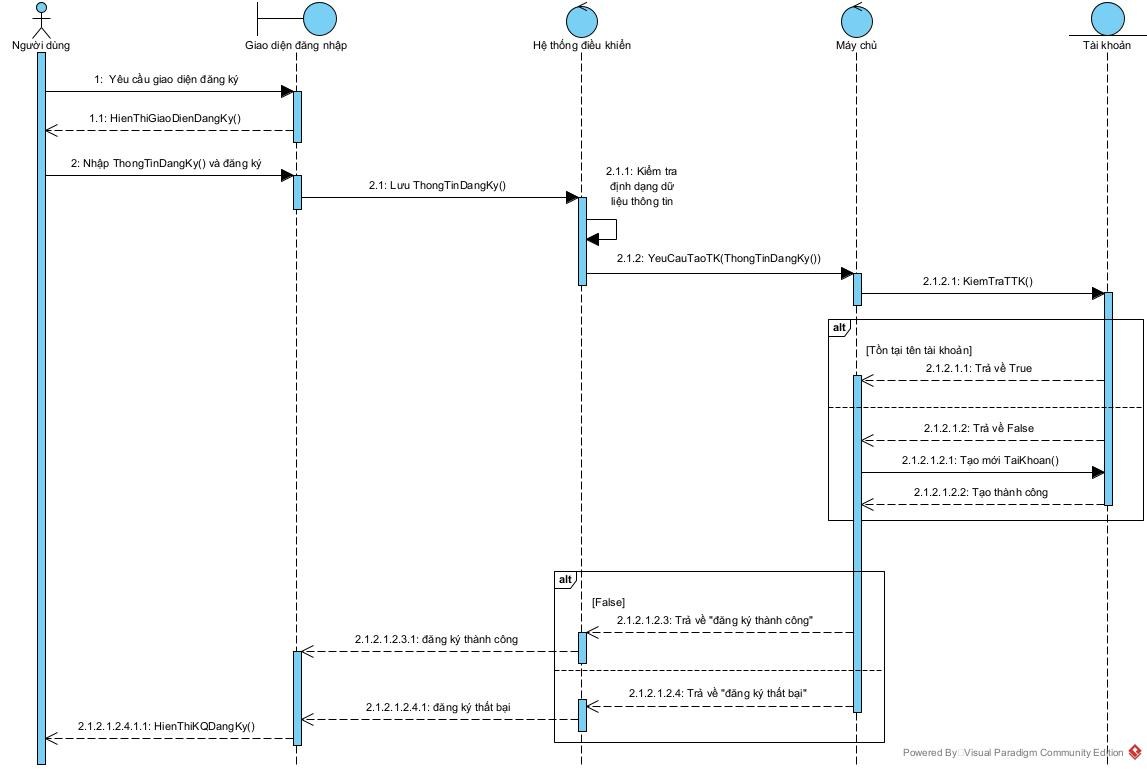 Người dùng
Giao diện đăng nhập
Hệ thống điều khiển
Máy chủ
Tài khoản
1: Yêu cầu giao diện đăng ký
1.1: HienThiGiaoDienDangKy()
2: Nhập ThongTinDangKy() và đăng ký
2.1: Lưu ThongTinDangKy()
2.1.1: Kiểm tra
định dạng dữ
liệu thông tin
2.1.2: YeuCauTaoTK(ThongTinDangKy())
2.1.2.1: KiemTraTTK()
alt
[Tồn tại tên tài khoản]
2.1.2.1.1: Trả về True
2.1.2.1.2: Trả về False
2.1.2.1.2.1: Tạo mới TaiKhoan()
2.1.2.1.2.2: Tạo thành công
alt
[False]
2.1.2.1.2.3: Trả về "đăng ký thành công"
2.1.2.1.2.3.1: đăng ký thành công
2.1.2.1.2.4: Trả về "đăng ký thất bại"
2.1.2.1.2.4.1: đăng ký thất bại
2.1.2.1.2.4.1.1: HienThiKQDangKy()
Powered By Visual Paradigm Community Edition